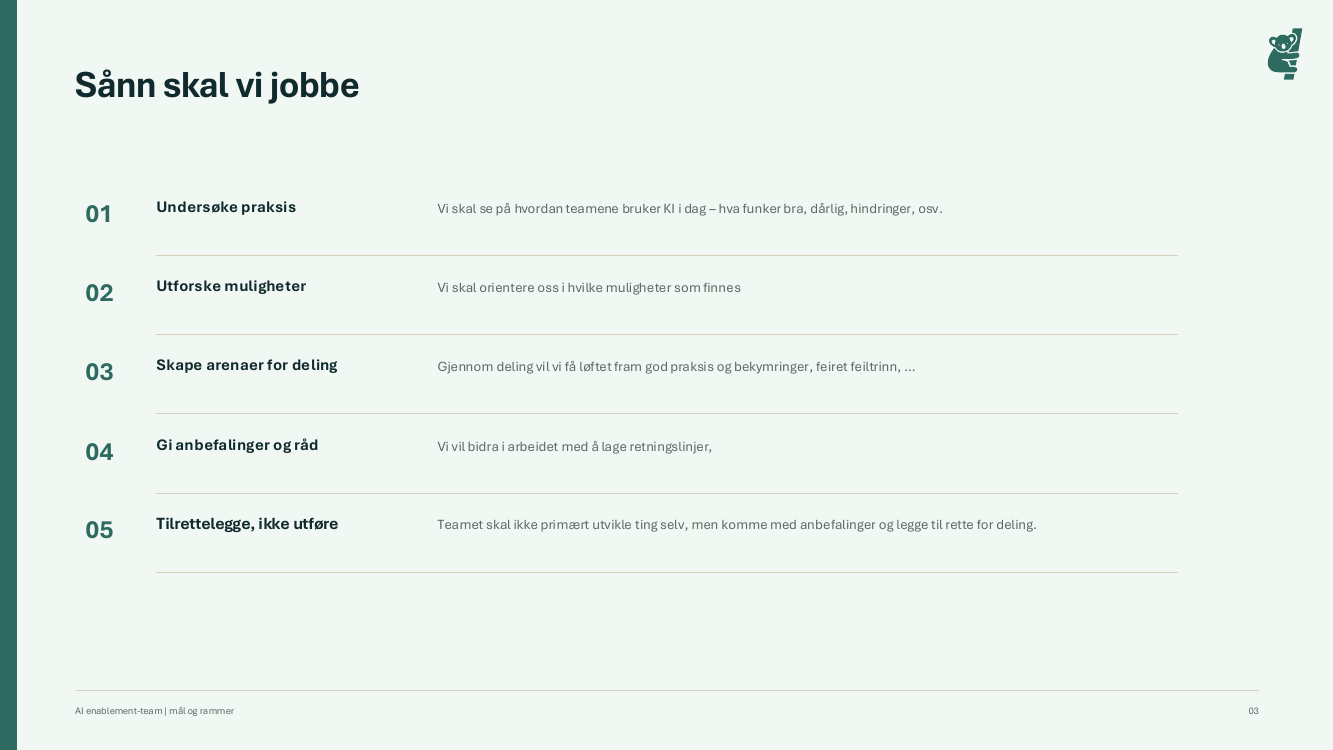 Sånn skal vi jobbe
01 Undersøke praksis Vi skal se på hvordan teamene bruker KI i dag – hva funker bra, dårlig, hindringer, osv.
02 Utforske muligheter Vi skal orientere oss i hvilke muligheter som finnes
03 Skape arenaer for deling Gjennom deling vil vi få løftet fram god praksis og bekymringer, feiret feiltrinn, ...
04 Gi anbefalinger og råd Vi vil bidra i arbeidet med å lage retningslinjer,
05 Tilrettelegge, ikke utføre Teamet skal ikke primært utvikle ting selv, men komme med anbefalinger og legge til rette for deling.
AI enablement-team | mål og rammer 03